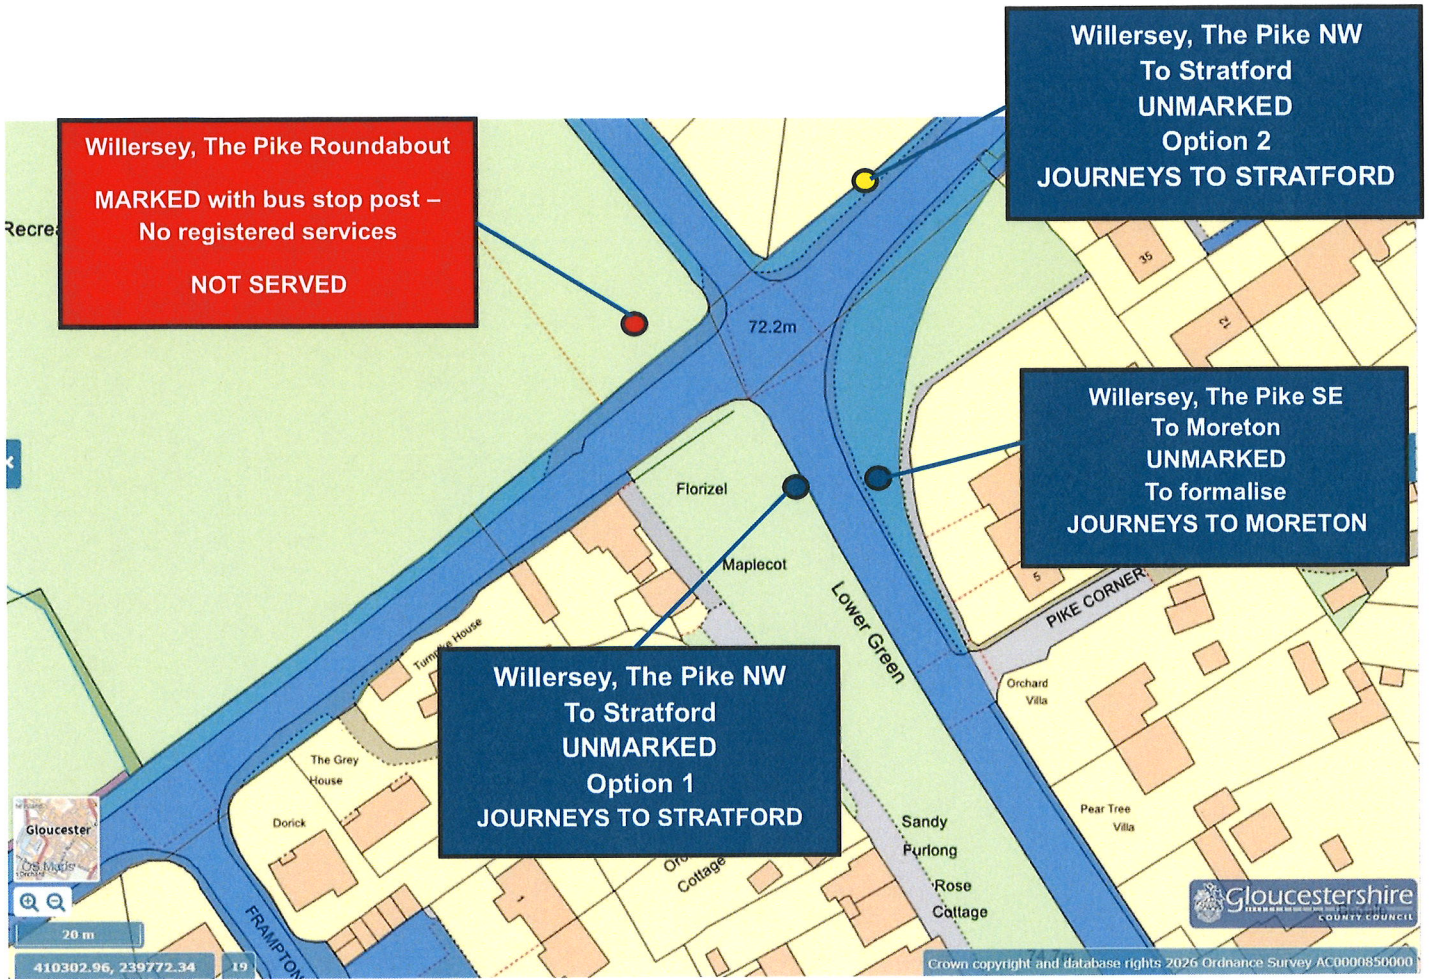 Willersey, The Pike NW
To Stratford
UNMARKED
Option 2
JOURNEYS TO STRATFORD
Willersey, The Pike Roundabout
MARKED with bus stop post –
No registered services
NOT SERVED
Recrea
72.2m
35
12
Willersey, The Pike SE
To Moreton
UNMARKED
To formalise
JOURNEYS TO MORETON
Florizel
Maplecot
5
PIKE CORNER
Lower Green
House
Willersey, The Pike NW
To Stratford
UNMARKED
Option 1
JOURNEYS TO STRATFORD
Orchard
Villa
The Grey
House
Dorick
Pear Tree
Villa
Sandy
Furlong
Rose
Cottage
Cottage
Gloucester
OS Maps
FRAMPTON
Gloucestershire
COUNTY COUNCIL
20 m
410302.96, 239772.34
19
Crown copyright and database rights 2026 Ordnance Survey AC0000850000